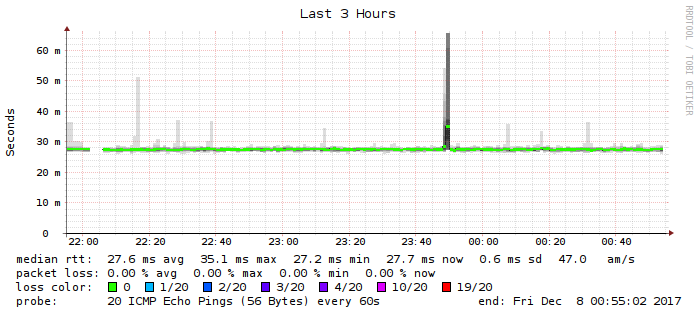 Last 3 Hours
RRDTOOL / TOBI OETIKER
Seconds
60 m
50 m
40 m
30 m
20 m
10 m
0
22:00 22:20 22:40 23:00 23:20 23:40 00:00 00:20 00:40
median rtt: 27.6 ms avg 35.1 ms max 27.2 ms min 27.7 ms now 0.6 ms sd 47.0 am/s
packet loss: 0.00 % avg 0.00 % max 0.00 % min 0.00 % now
loss color: 0 1/20 2/20 3/20 4/20 10/20 19/20
probe: 20 ICMP Echo Pings (56 Bytes) every 60s end: Fri Dec 8 00:55:02 2017